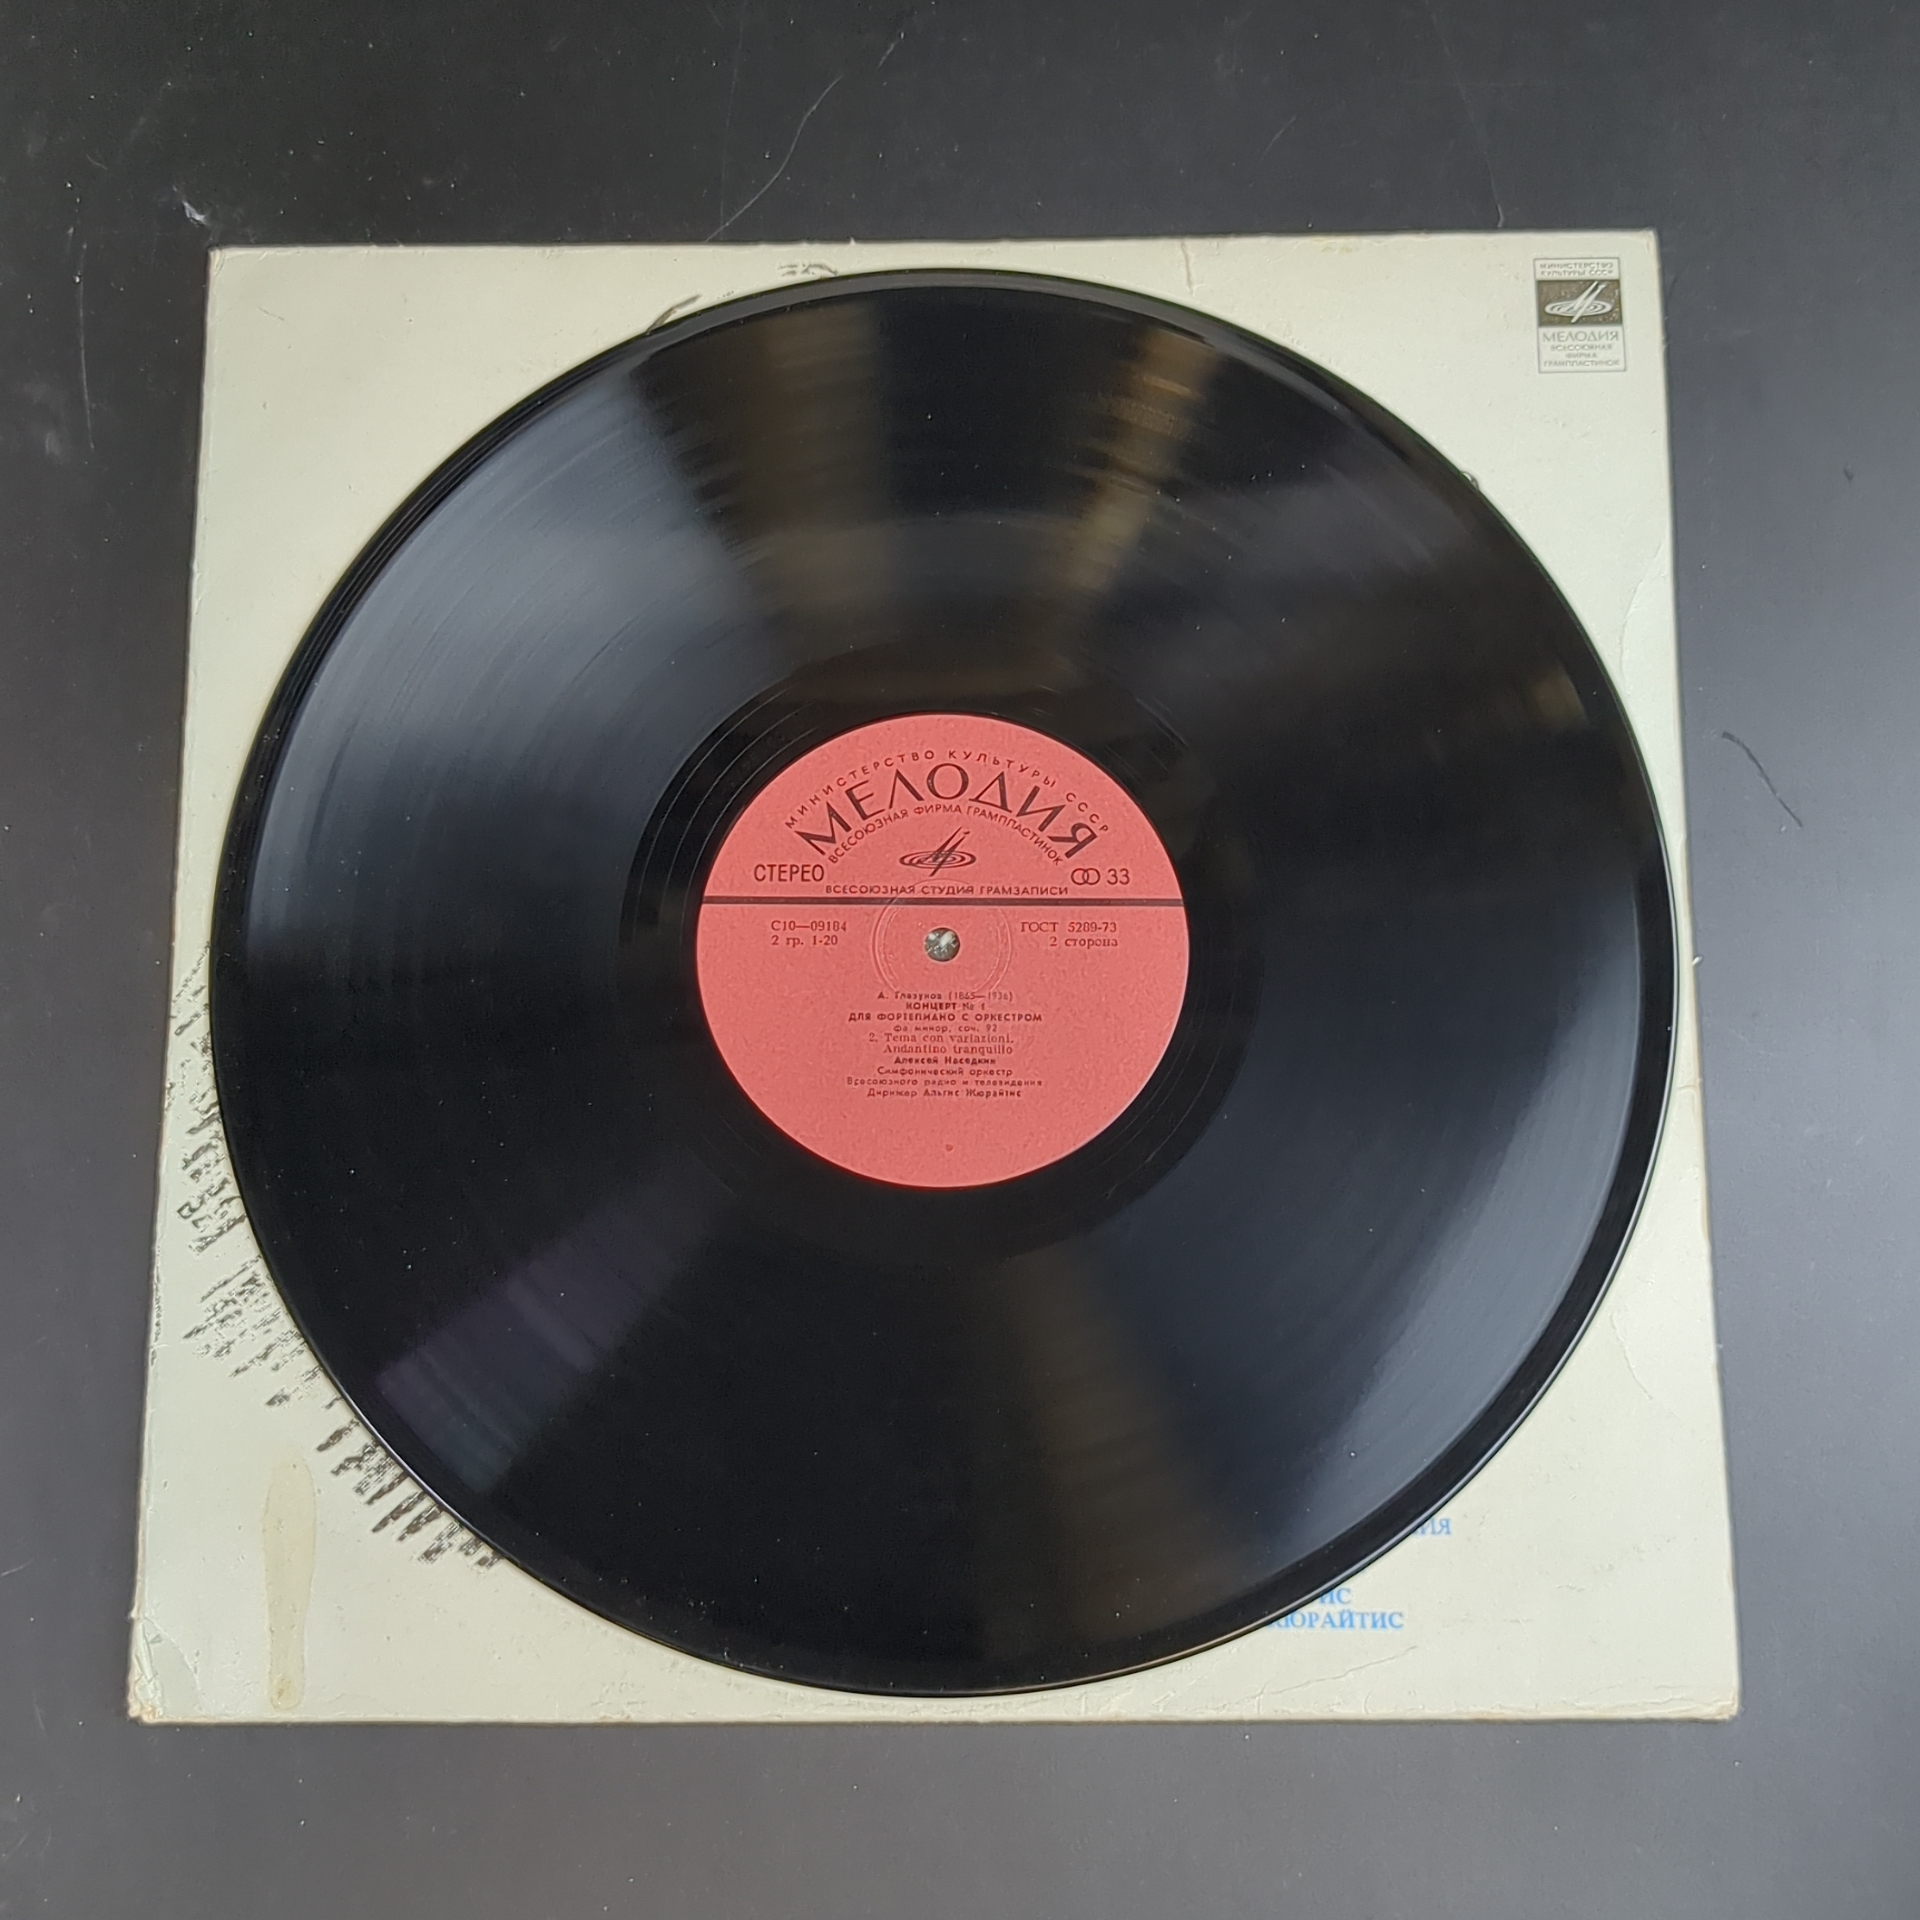 МИНИСТЕРСТВО
КУЛЬТУРЫ СССР
МЕЛОДИЯ
ВСЕСОЮЗНАЯ
ФИРМА
ГРАМПЛАСТИНОК
МИНИСТЕРСТВО КУЛЬТУРЫ СССР
МЕЛОДИЯ
ВСЕСОЮЗНАЯ ФИРМА ГРАМПЛАСТИНОК
СТЕРЕО 33
ВСЕСОЮЗНАЯ СТУДИЯ ГРАМЗАПИСИ
С10—09184 ГОСТ 5289-73
2 гр. 1-20 2 сторона
А. Глазунов (1865—1936)
КОНЦЕРТ № 1
ДЛЯ ФОРТЕПИАНО С ОРКЕСТРОМ
фа минор, соч. 92
2. Tema con variazioni.
Andantino tranquillo
Алексей Наседкин
Симфонический оркестр
Всесоюзного радио и телевидения
Дирижер Альгис Жюрайтис
ИЯ
ИС
ЖЮРАЙТИС